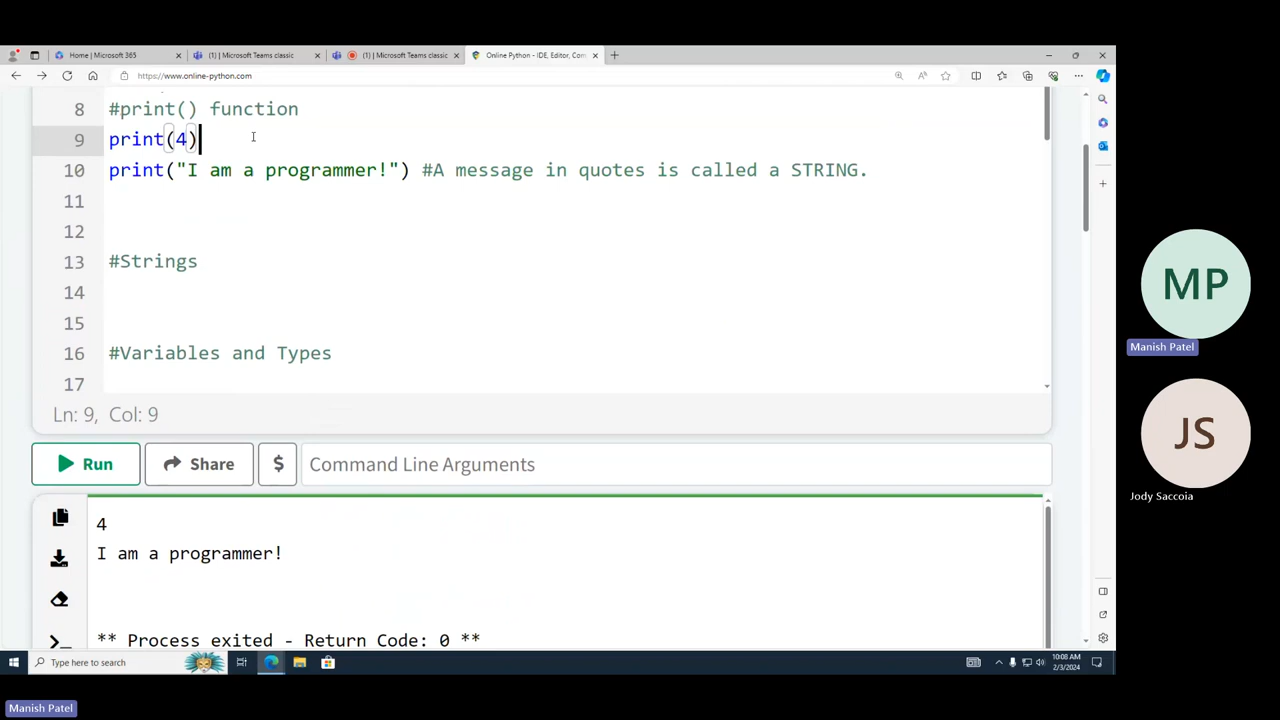 Home | Microsoft 365
(1) | Microsoft Teams classic
(1) | Microsoft Teams classic
Online Python - IDE, Editor, Com
https://www.online-python.com
8 #print() function
9 print(4)
10 print("I am a programmer!") #A message in quotes is called a STRING.
11
12
13 #Strings
14
15
16 #Variables and Types
17
Ln: 9, Col: 9
Run
Share
$
Command Line Arguments
4
I am a programmer!
** Process exited - Return Code: 0 **
MP
Manish Patel
JS
Jody Saccoia
Type here to search
10:08 AM
2/3/2024
Manish Patel